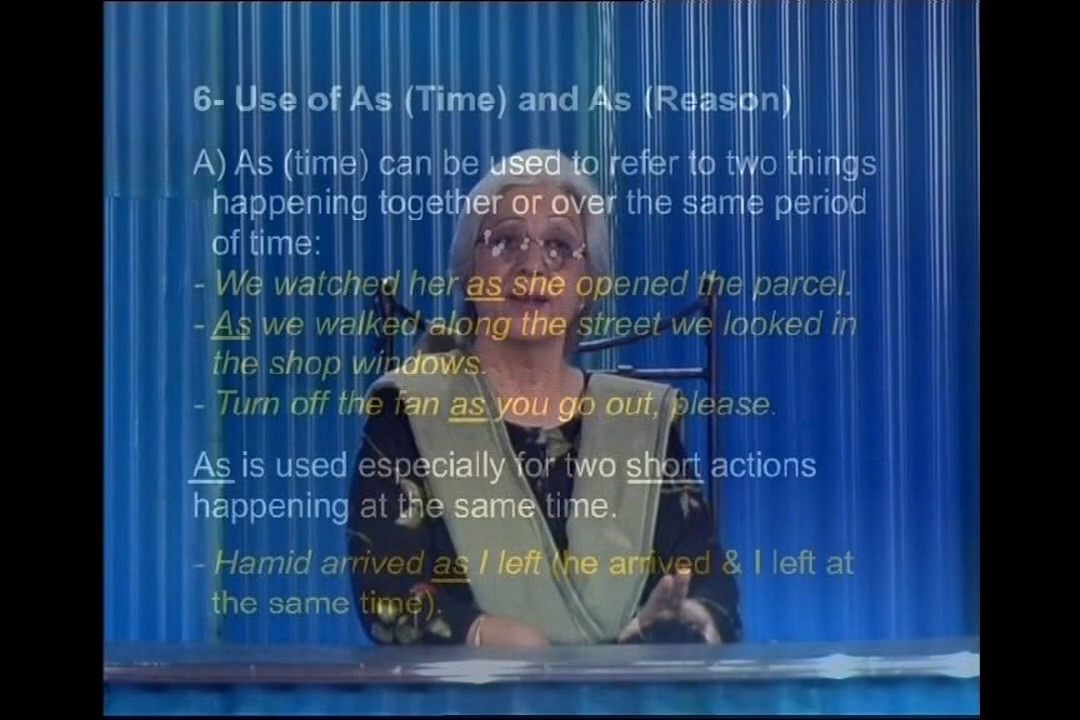 6- Use of As (Time) and As (Reason)
A) As (time) can be used to refer to two things
happening together or over the same period
of time:
- We watched her as she opened the parcel.
- As we walked along the street we looked in
the shop windows.
- Turn off the fan as you go out, please.
As is used especially for two short actions
happening at the same time.
- Hamid arrived as I left (he arrived & I left at
the same time).